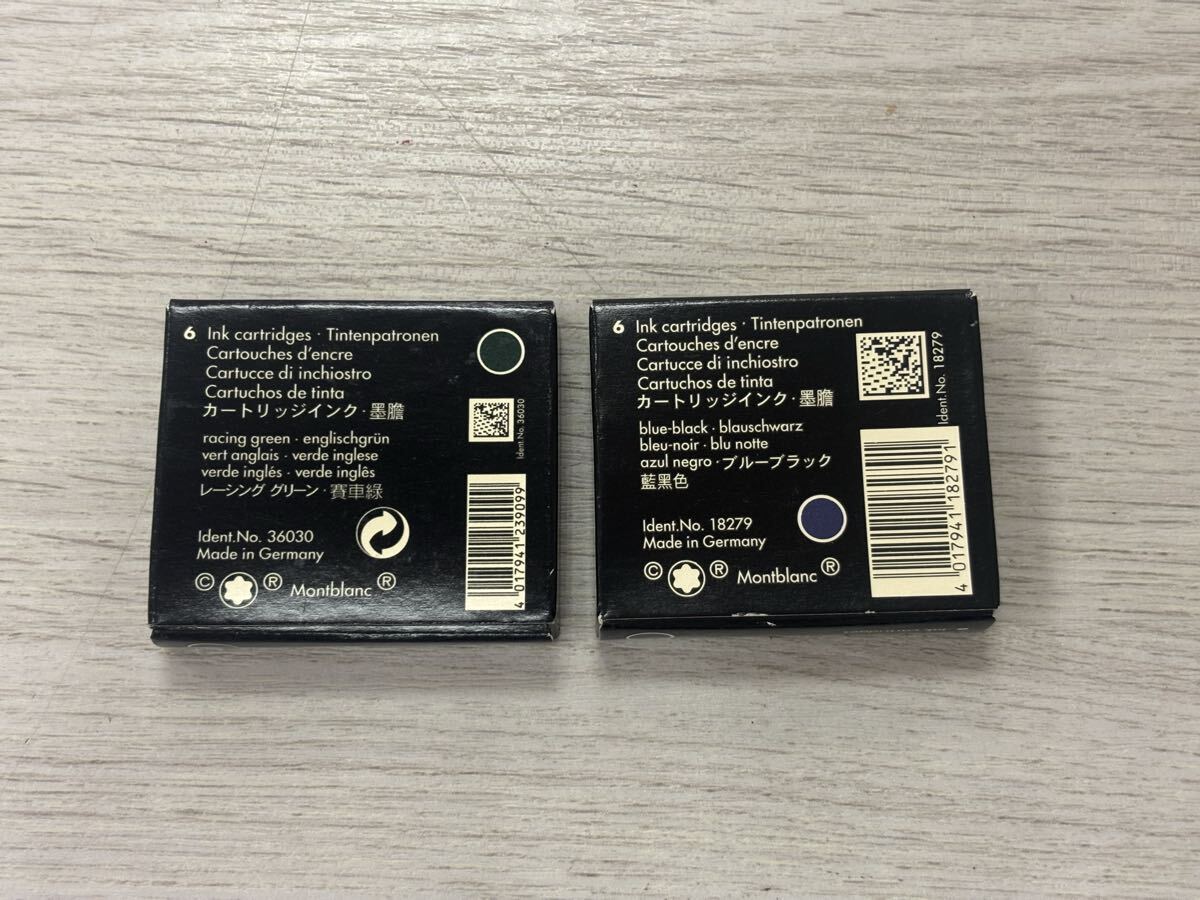 6 Ink cartridges · Tintenpatronen
Cartouches d'encre
Cartucce di inchiostro
Cartuchos de tinta
カートリッジインク · 墨膽
racing green · englischgrün
vert anglais · verde inglese
verde inglés · verde inglês
レーシング グリーン · 賽車綠
Ident.No. 36030
Made in Germany
© ® Montblanc ®
Ident.No. 36030
4 017941 239099
6 Ink cartridges · Tintenpatronen
Cartouches d'encre
Cartucce di inchiostro
Cartuchos de tinta
カートリッジインク · 墨膽
blue-black · blauschwarz
bleu-noir · blu notte
azul negro · ブルーブラック
藍黑色
Ident.No. 18279
Made in Germany
© ® Montblanc ®
Ident.No. 18279
4 017941 182791